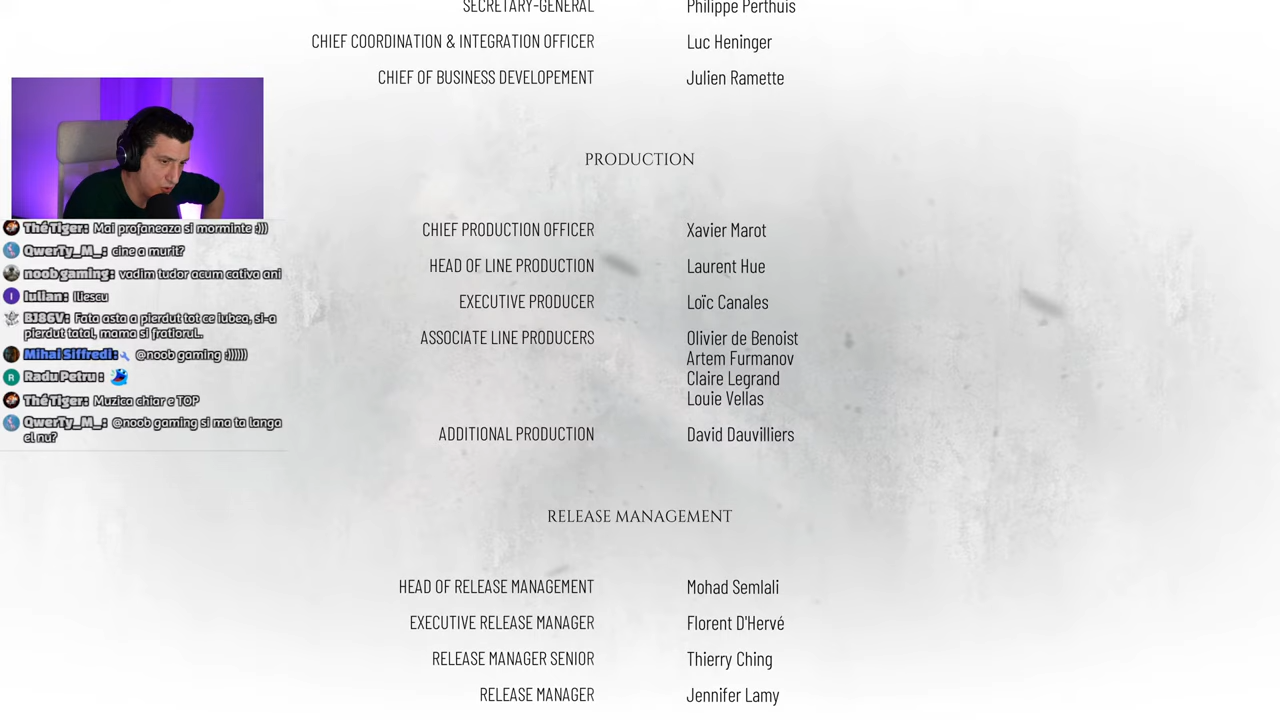 SECRETARY-GENERAL Philippe Perthuis
CHIEF COORDINATION & INTEGRATION OFFICER Luc Heninger
CHIEF OF BUSINESS DEVELOPEMENT Julien Ramette
PRODUCTION
CHIEF PRODUCTION OFFICER Xavier Marot
HEAD OF LINE PRODUCTION Laurent Hue
EXECUTIVE PRODUCER Loïc Canales
ASSOCIATE LINE PRODUCERS Olivier de Benoist
Artem Furmanov
Claire Legrand
Louie Vellas
ADDITIONAL PRODUCTION David Dauvilliers
RELEASE MANAGEMENT
HEAD OF RELEASE MANAGEMENT Mohad Semlali
EXECUTIVE RELEASE MANAGER Florent D'Hervé
RELEASE MANAGER SENIOR Thierry Ching
RELEASE MANAGER Jennifer Lamy
Thé Tiger: Mai profaneaza si morminte :)))
QwerTy_M_: cine a murit?
noob gaming: vadim tudor acum cativa ani
I Iulian: Iliescu
BJ86V: Fata asta a pierdut tot ce iubea, si-a
pierdut tatal, mama si fratiorul..
Mihai Siffredi: @noob gaming :))))))
R Radu Petru:
Thé Tiger: Muzica chiar e TOP
QwerTy_M_: @noob gaming si ma ta langa
el nu?